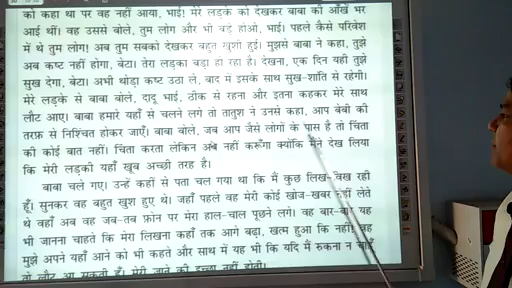 को कहा था पर वह नहीं आया, भाई! मेरे लड़के को देखकर बाबा की आँखें भर
आई थीं। वह उससे बोले, तुम लोग और भी बड़े होओ, भाई। पहले कैसे परिवेश
में थे तुम लोग! अब तुम सबको देखकर बहुत खुशी हुई। मुझसे बाबा ने कहा, तुझे
अब कष्ट नहीं होगा, बेटा। तेरा लड़का बड़ा हो रहा है। देखना, एक दिन यही तुझे
सुख देगा, बेटा। अभी थोड़ा कष्ट उठा ले, बाद में इसके साथ सुख-शांति से रहेगी।
मेरे लड़के से बाबा बोले, दादू भाई, ठीक से रहना और इतना कहकर मेरे साथ
लौट आए। बाबा हमारे यहाँ से चलने लगे तो तातुश ने उनसे कहा, आप बेबी की
तरफ़ से निश्चिंत होकर जाएँ। बाबा बोले, जब आप जैसे लोगों के पास है तो चिंता
की कोई बात नहीं। चिंता करता लेकिन अब नहीं करूँगा क्योंकि मैंने देख लिया
कि मेरी लड़की यहाँ खूब अच्छी तरह है।
बाबा चले गए। उन्हें कहीं से पता चल गया था कि मैं कुछ लिख-वख रही
हूँ। सुनकर वह बहुत खुश हुए थे। जहाँ पहले वह मेरी कोई खोज-खबर नहीं लेते
थे वहाँ अब वह जब-तब फ़ोन पर मेरा हाल-चाल पूछने लगे। वह बार-बार यह
भी जानना चाहते कि मेरा लिखना कहाँ तक आगे बढ़ा, खत्म हुआ कि नहीं! वह
मुझे अपने यहाँ आने को भी कहते और साथ में यह भी कि यदि मैं रुकना न चाहूँ
तो लौट आ सकती हूँ। मेरी जाने की इच्छा नहीं होती।